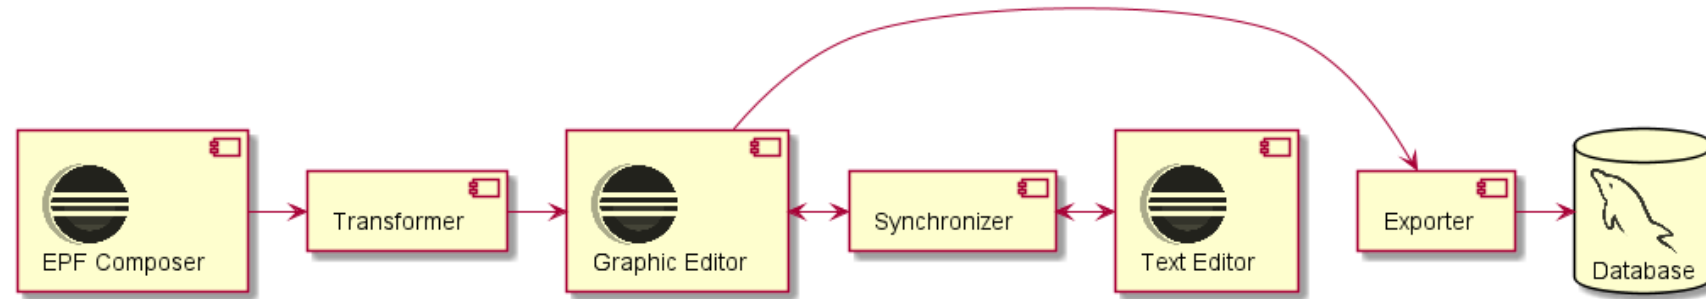 EPF Composer
Transformer
Graphic Editor
Synchronizer
Text Editor
Exporter
Database